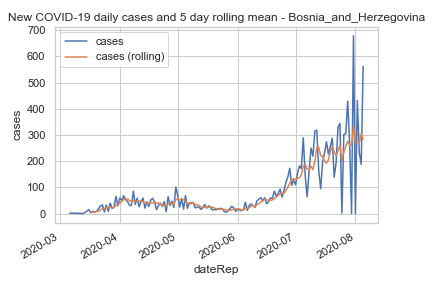 New COVID-19 daily cases and 5 day rolling mean - Bosnia_and_Herzegovina
cases
cases (rolling)
700
600
500
400
300
200
100
0
cases
2020-03
2020-04
2020-05
2020-06
2020-07
2020-08
dateRep